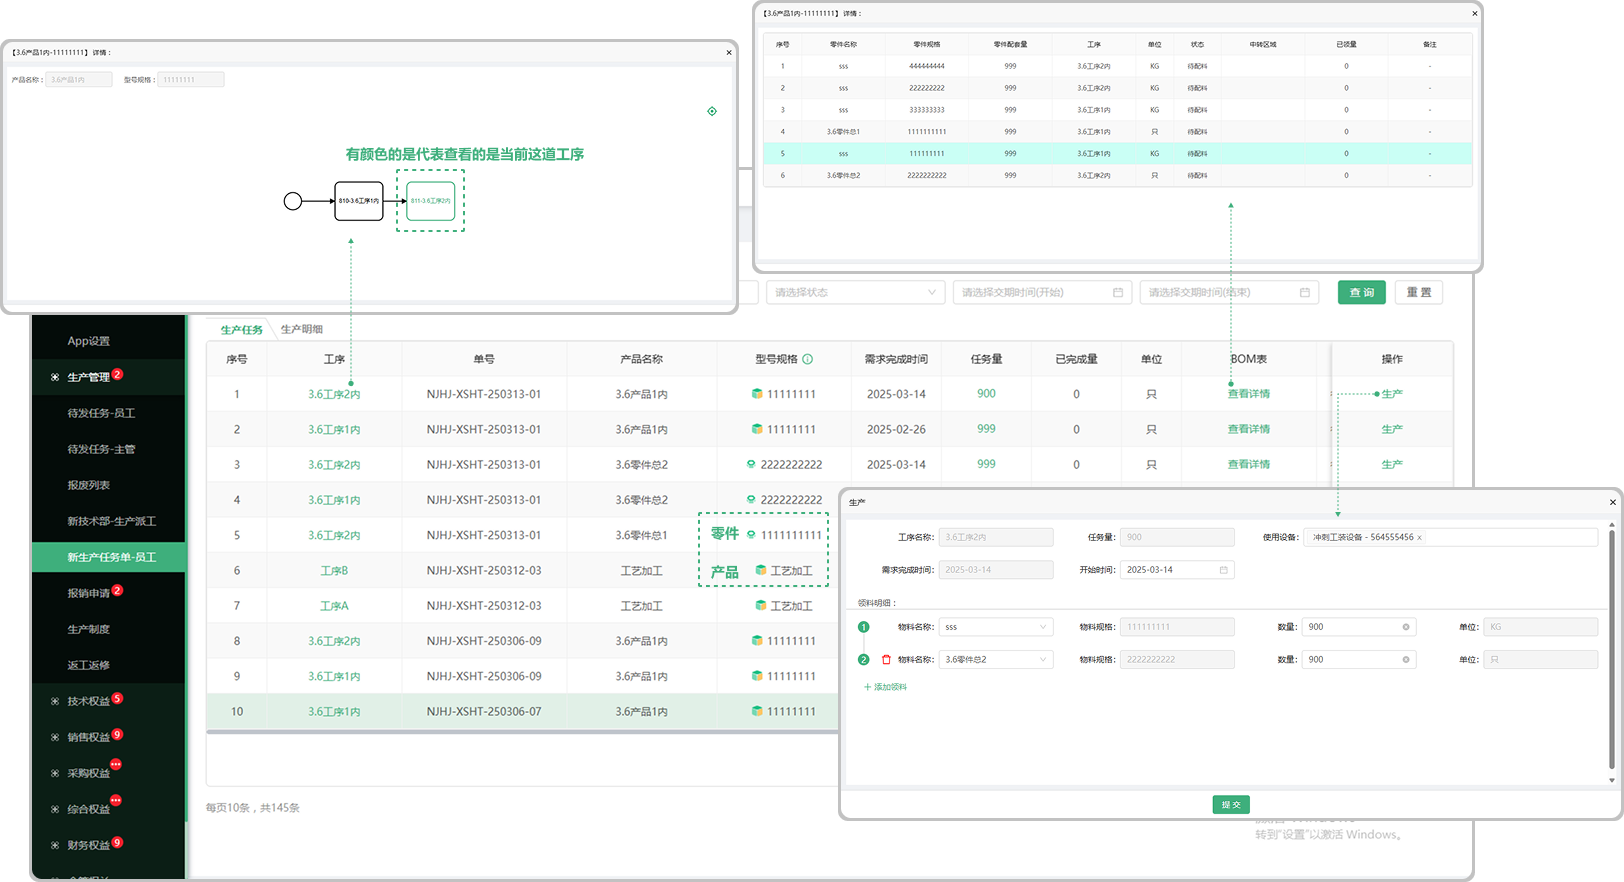 【3.6产品1内-11111111】 详情：
产品名称： 3.6产品1内 型号规格： 11111111
有颜色的是代表查看的是当前这道工序
810-3.6工序1内 811-3.6工序2内
【3.6产品1内-11111111】 详情：
序号 零件名称 零件规格 零件配套量 工序 单位 状态 中转区域 已领量 备注
1 sss 444444444 999 3.6工序2内 KG 待配料 0 -
2 sss 222222222 999 3.6工序2内 KG 待配料 0 -
3 sss 333333333 999 3.6工序1内 KG 待配料 0 -
4 3.6零件总1 1111111111 999 3.6工序1内 只 待配料 0 -
5 sss 111111111 999 3.6工序1内 KG 待配料 0 -
6 3.6零件总2 2222222222 999 3.6工序2内 只 待配料 0 -
请选择状态 请选择交期时间(开始) 请选择交期时间(结束) 查 询 重 置
App设置
生产管理 2
待发任务-员工
待发任务-主管
报废列表
新技术部-生产派工
新生产任务单-员工
报销申请 2
生产制度
返工返修
技术权益 5
销售权益 9
采购权益
综合权益
财务权益 9
生产任务 生产明细
序号 工序 单号 产品名称 型号规格 需求完成时间 任务量 已完成量 单位 BOM表 操作
1 3.6工序2内 NJHJ-XSHT-250313-01 3.6产品1内 11111111 2025-03-14 900 0 只 查看详情 生产
2 3.6工序1内 NJHJ-XSHT-250313-01 3.6产品1内 11111111 2025-02-26 999 0 只 查看详情 生产
3 3.6工序2内 NJHJ-XSHT-250313-01 3.6零件总2 2222222222 2025-03-14 999 0 只 查看详情 生产
4 3.6工序1内 NJHJ-XSHT-250313-01 3.6零件总2 2222222222
5 3.6工序1内 NJHJ-XSHT-250313-01 3.6零件总1 零件 1111111111
6 工序B NJHJ-XSHT-250312-03 工艺加工 产品 工艺加工
7 工序A NJHJ-XSHT-250312-03 工艺加工 工艺加工
8 3.6工序2内 NJHJ-XSHT-250306-09 3.6产品1内 11111111
9 3.6工序1内 NJHJ-XSHT-250306-09 3.6产品1内 11111111
10 3.6工序1内 NJHJ-XSHT-250306-07 3.6产品1内 11111111
每页10条，共145条
生产
工序名称： 3.6工序2内 任务量： 900 使用设备： 冲刺工装设备 - 564555456 x
需求完成时间： 2025-03-14 开始时间： 2025-03-14
领料明细：
1 物料名称： sss 物料规格： 111111111 数量： 900 单位： KG
2 物料名称： 3.6零件总2 物料规格： 2222222222 数量： 900 单位： 只
+ 添加领料
提 交
转到"设置"以激活 Windows。